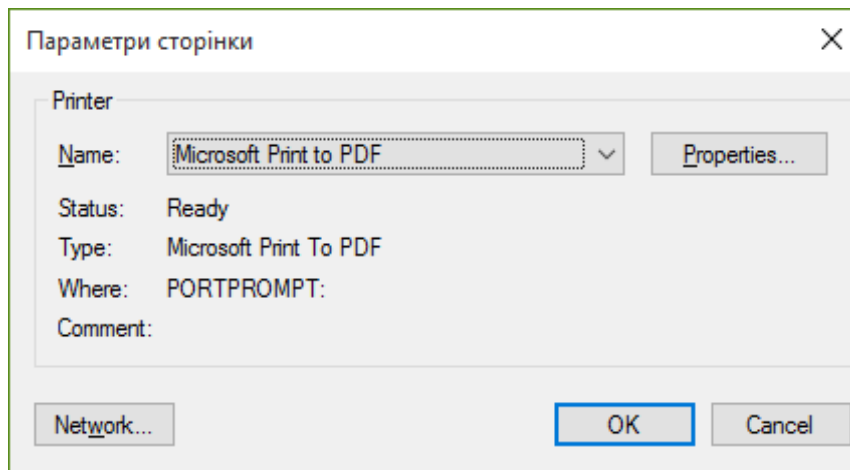 Параметри сторінки
Printer
Name: Microsoft Print to PDF Properties...
Status: Ready
Type: Microsoft Print To PDF
Where: PORTPROMPT:
Comment:
Network... OK Cancel